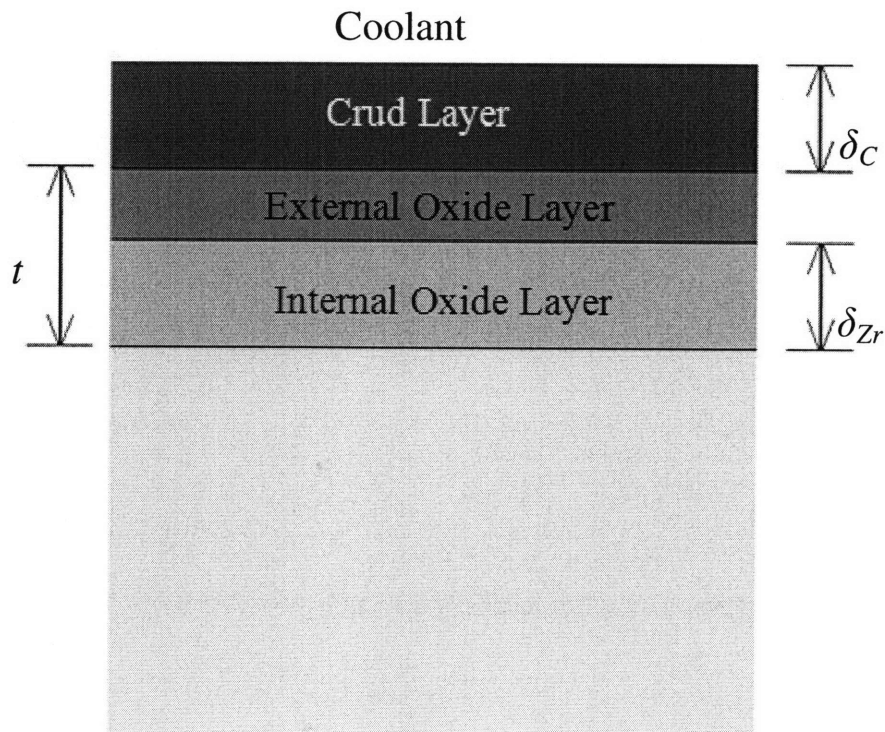 Coolant
Crud Layer
δC
External Oxide Layer
t
Internal Oxide Layer
δZr